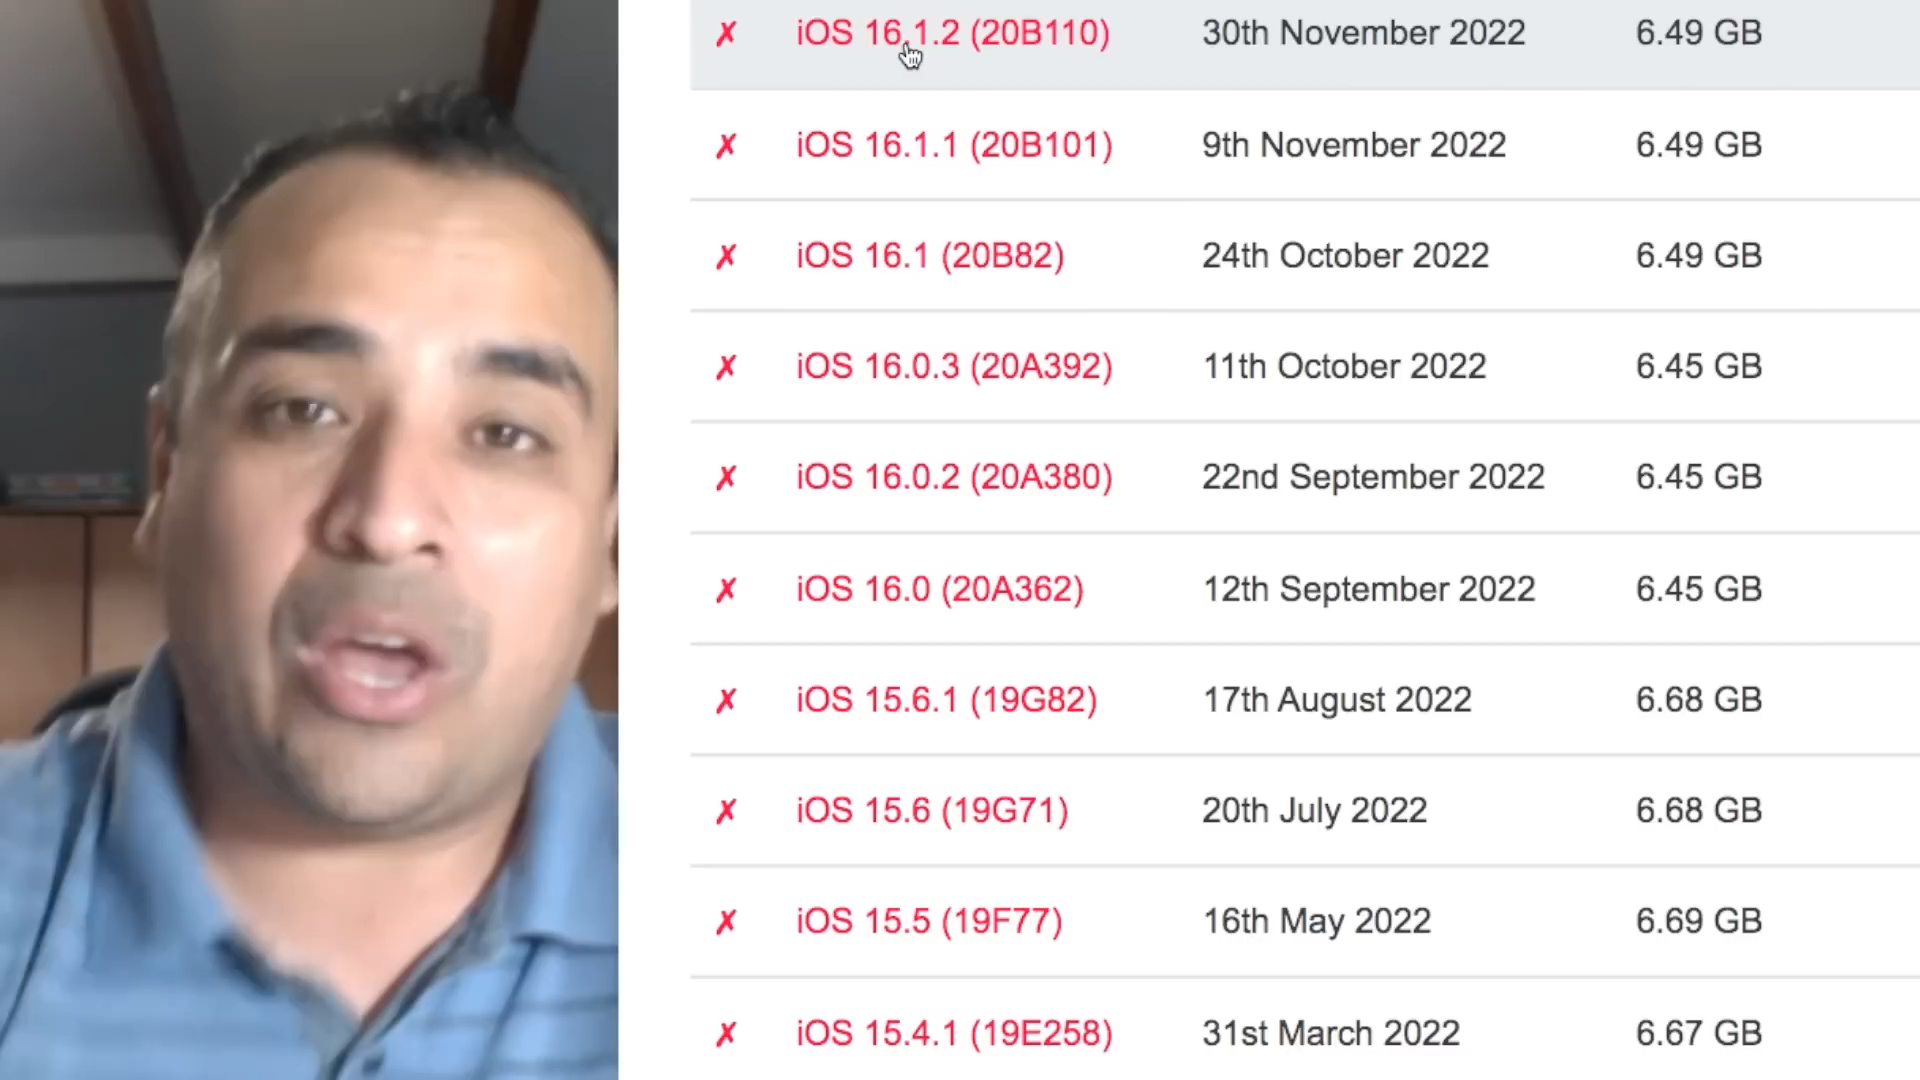 ✗ iOS 16.1.2 (20B110) 30th November 2022 6.49 GB
✗ iOS 16.1.1 (20B101) 9th November 2022 6.49 GB
✗ iOS 16.1 (20B82) 24th October 2022 6.49 GB
✗ iOS 16.0.3 (20A392) 11th October 2022 6.45 GB
✗ iOS 16.0.2 (20A380) 22nd September 2022 6.45 GB
✗ iOS 16.0 (20A362) 12th September 2022 6.45 GB
✗ iOS 15.6.1 (19G82) 17th August 2022 6.68 GB
✗ iOS 15.6 (19G71) 20th July 2022 6.68 GB
✗ iOS 15.5 (19F77) 16th May 2022 6.69 GB
✗ iOS 15.4.1 (19E258) 31st March 2022 6.67 GB